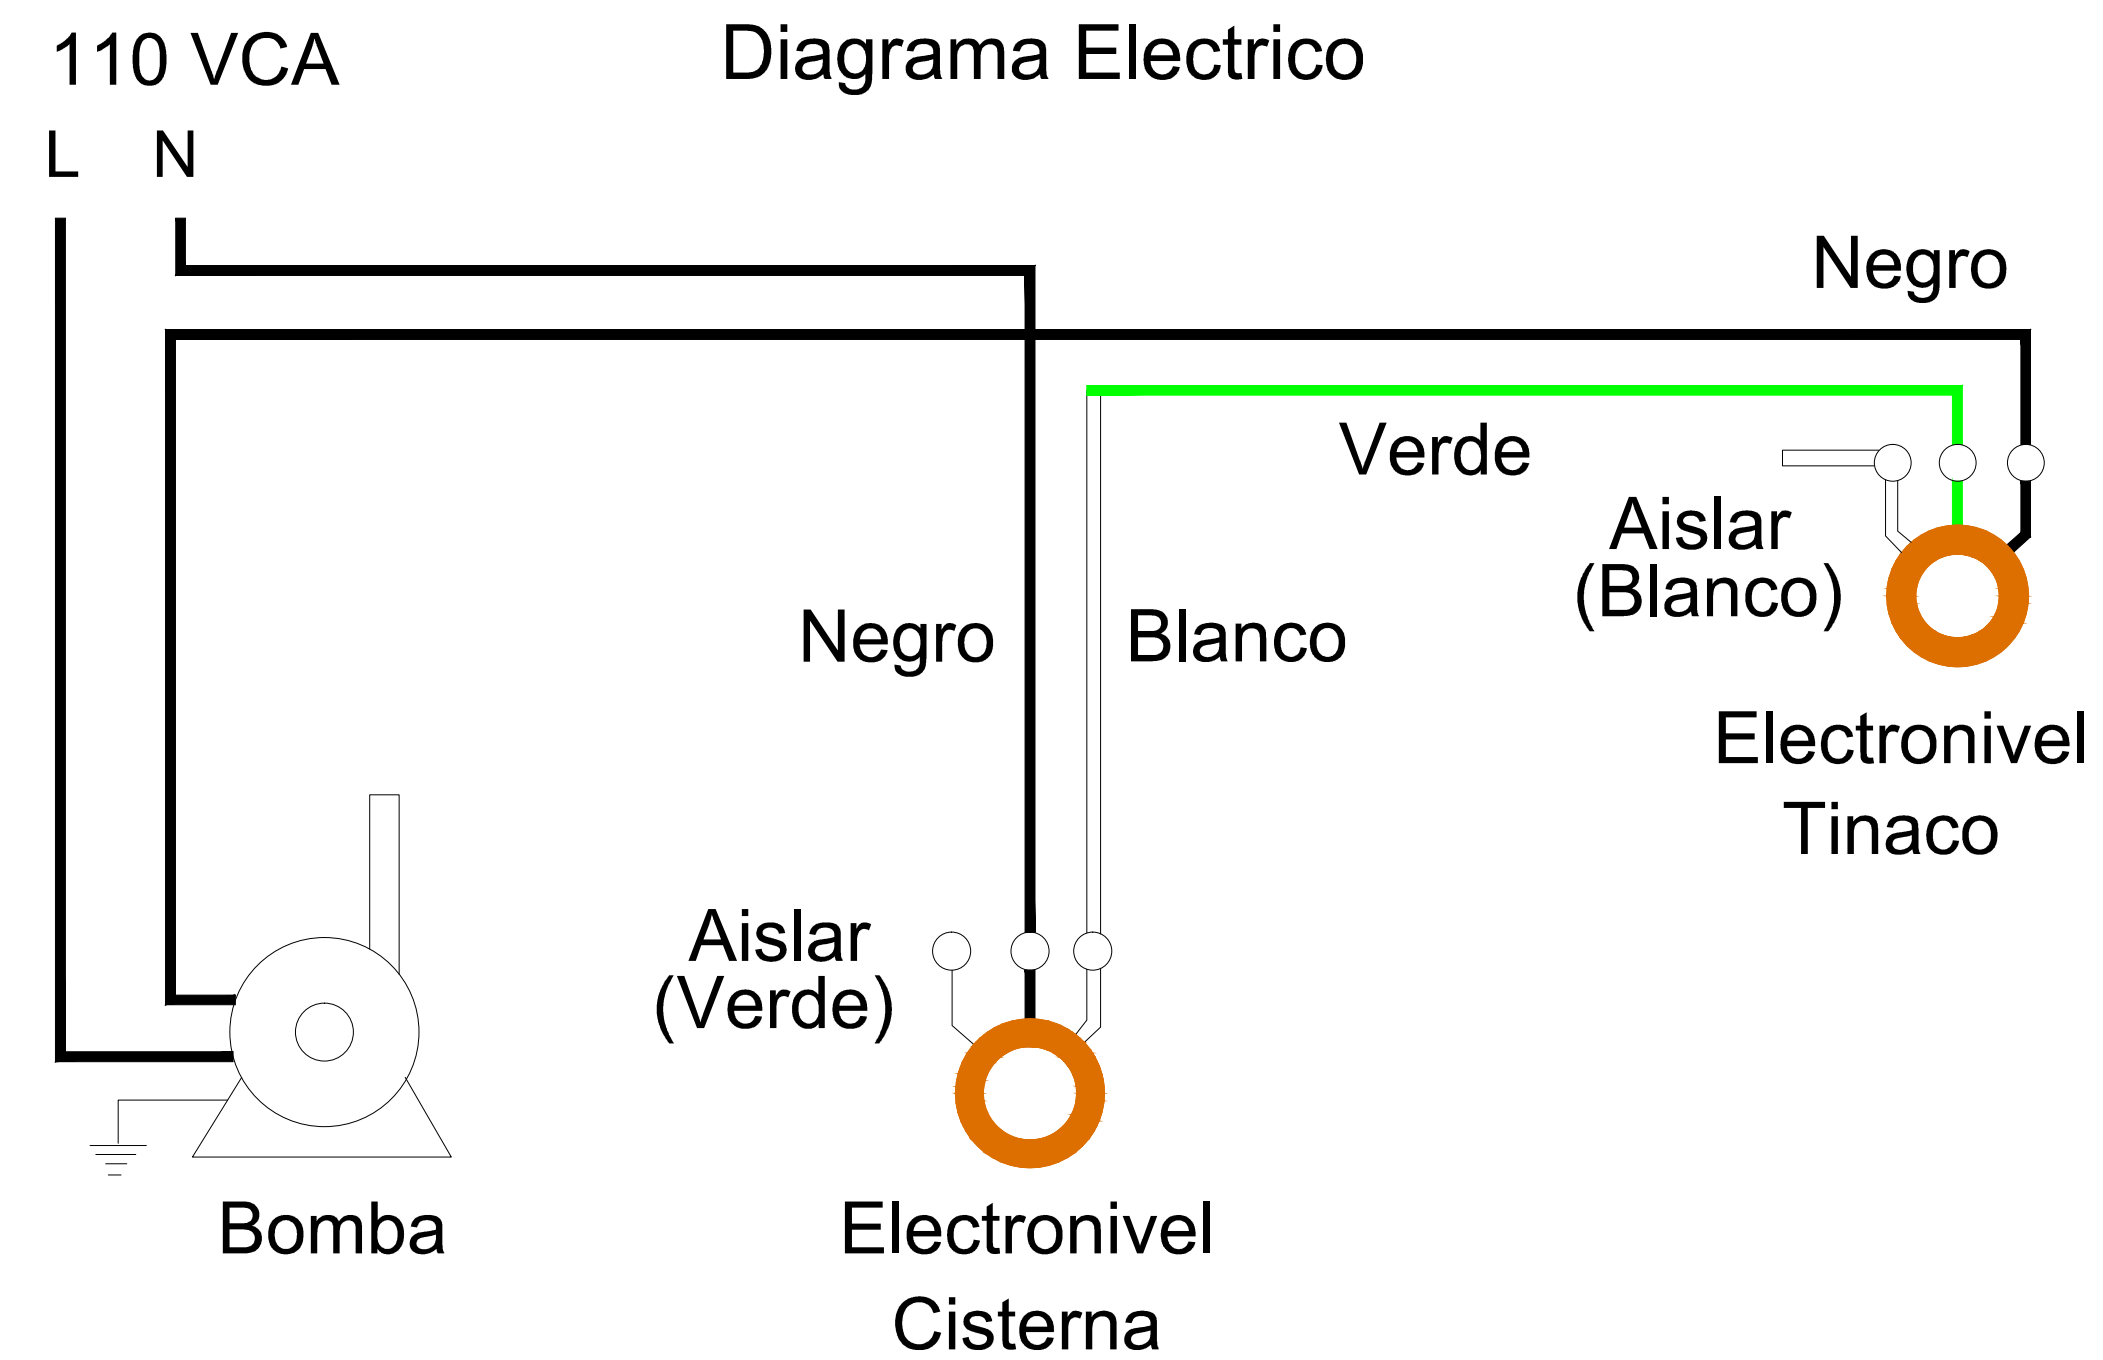 110 VCA
Diagrama Electrico
L
N
Negro
Verde
Aislar
(Blanco)
Negro
Blanco
Electronivel
Tinaco
Aislar
(Verde)
Bomba
Electronivel
Cisterna